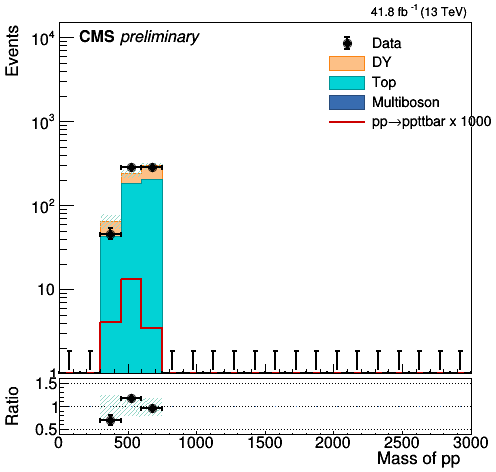 41.8 fb⁻¹ (13 TeV)
CMS preliminary
Events
10⁴
10³
10²
10
1
Data
DY
Top
Multiboson
pp→ppttbar x 1000
Ratio
1.5
1
0.5
0 500 1000 1500 2000 2500 3000
Mass of pp